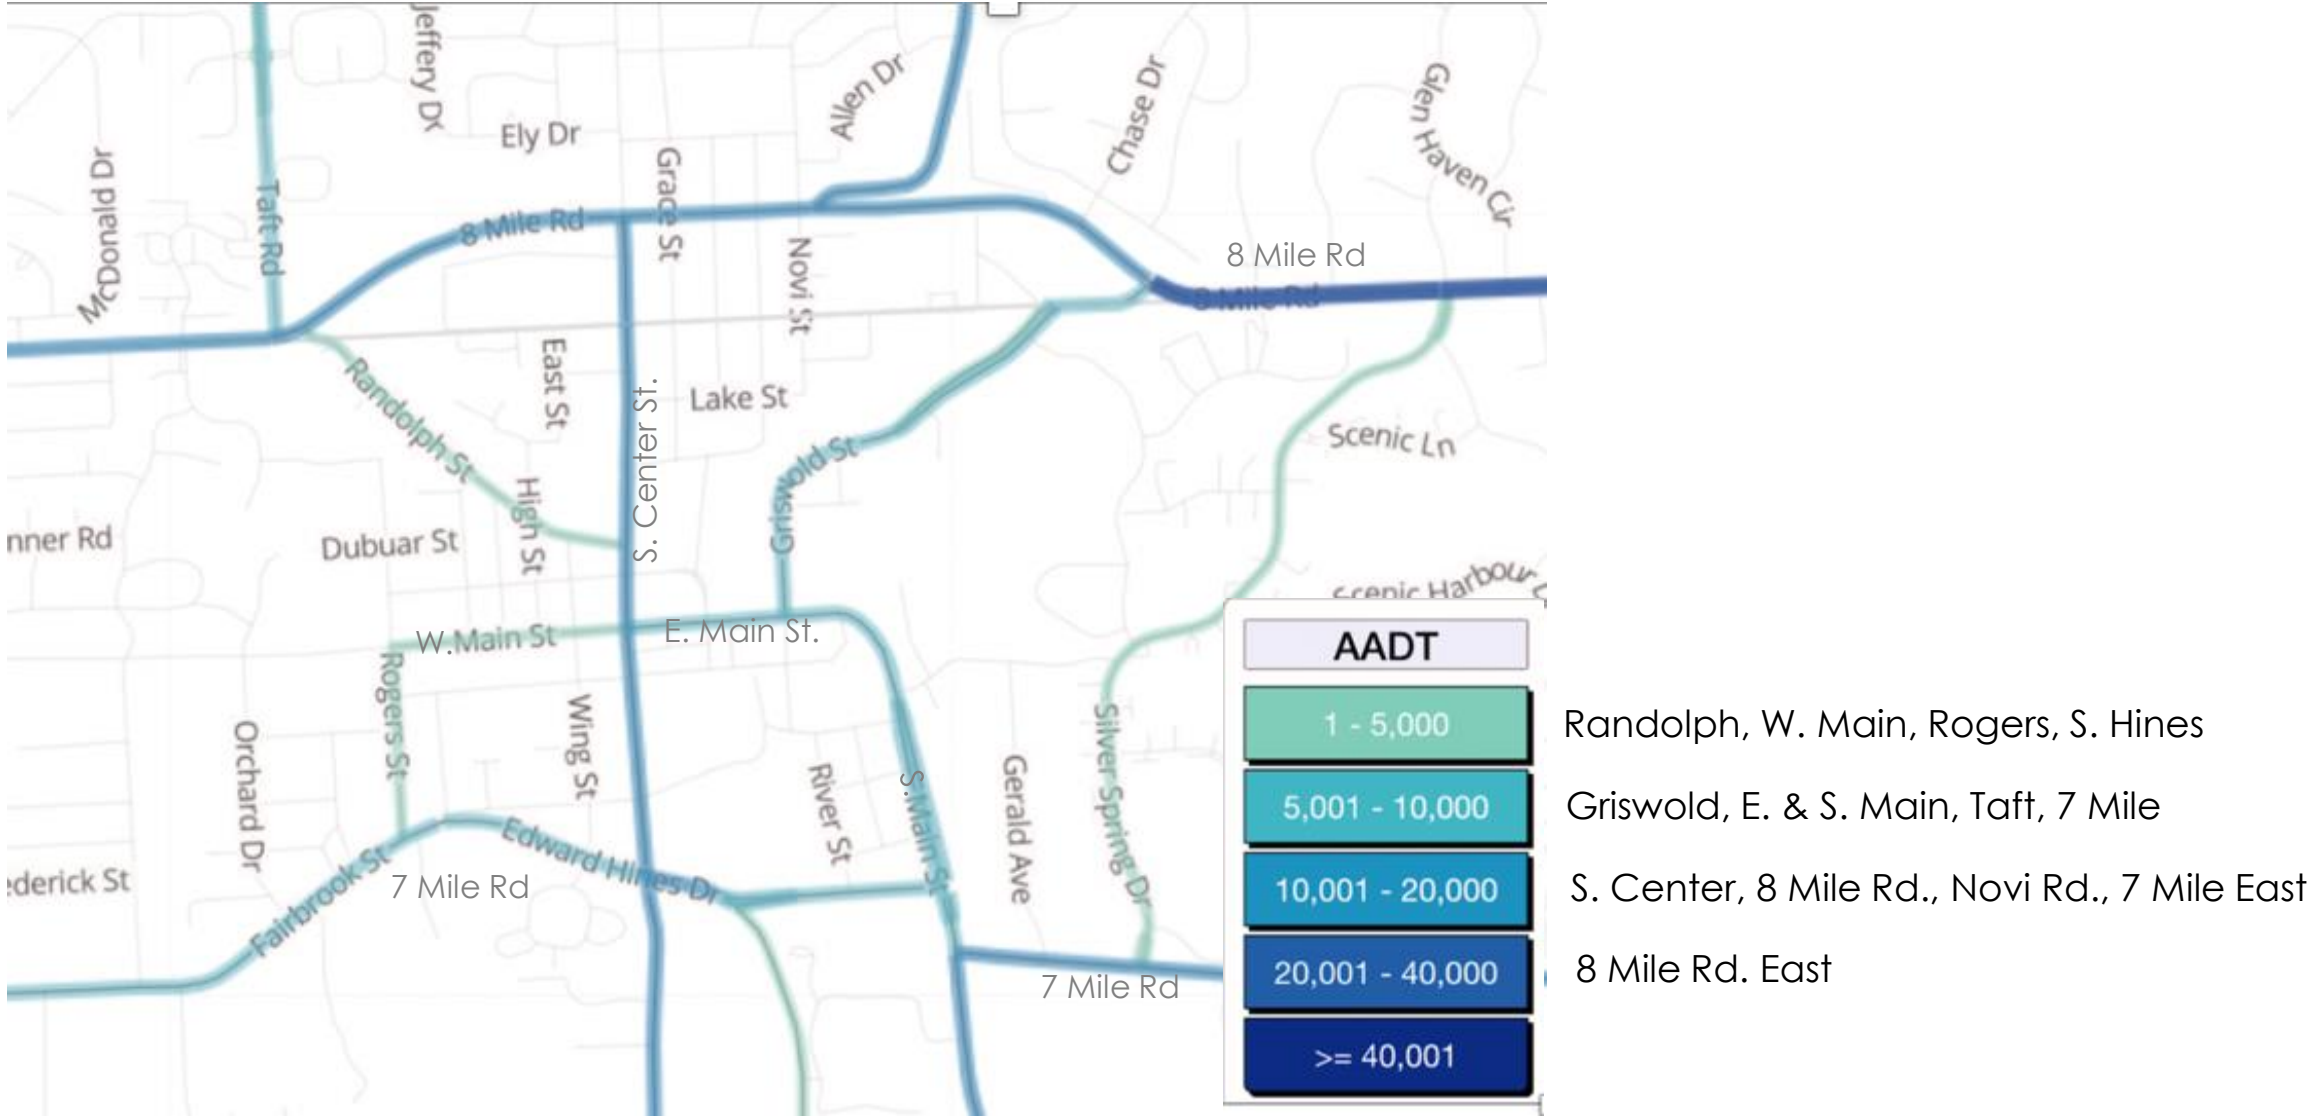 Jeffery Dr
Allen Dr
Chase Dr
Glen Haven Cir
Ely Dr
McDonald Dr
Taft Rd
Grace St
8 Mile Rd
Novi St
8 Mile Rd
8 Mile Rd
Randolph St
East St
S. Center St.
Lake St
Scenic Ln
Griswold St
High St
nner Rd
Dubuar St
Scenic Harbour
W.Main St
E. Main St.
Rogers St
Orchard Dr
Wing St
River St
S.Main St
Gerald Ave
Silver Spring Dr
Edward Hines Dr
ederick St
Fairbrook St
7 Mile Rd
7 Mile Rd
AADT
1 - 5,000
Randolph, W. Main, Rogers, S. Hines
5,001 - 10,000
Griswold, E. & S. Main, Taft, 7 Mile
10,001 - 20,000
S. Center, 8 Mile Rd., Novi Rd., 7 Mile East
20,001 - 40,000
8 Mile Rd. East
>= 40,001